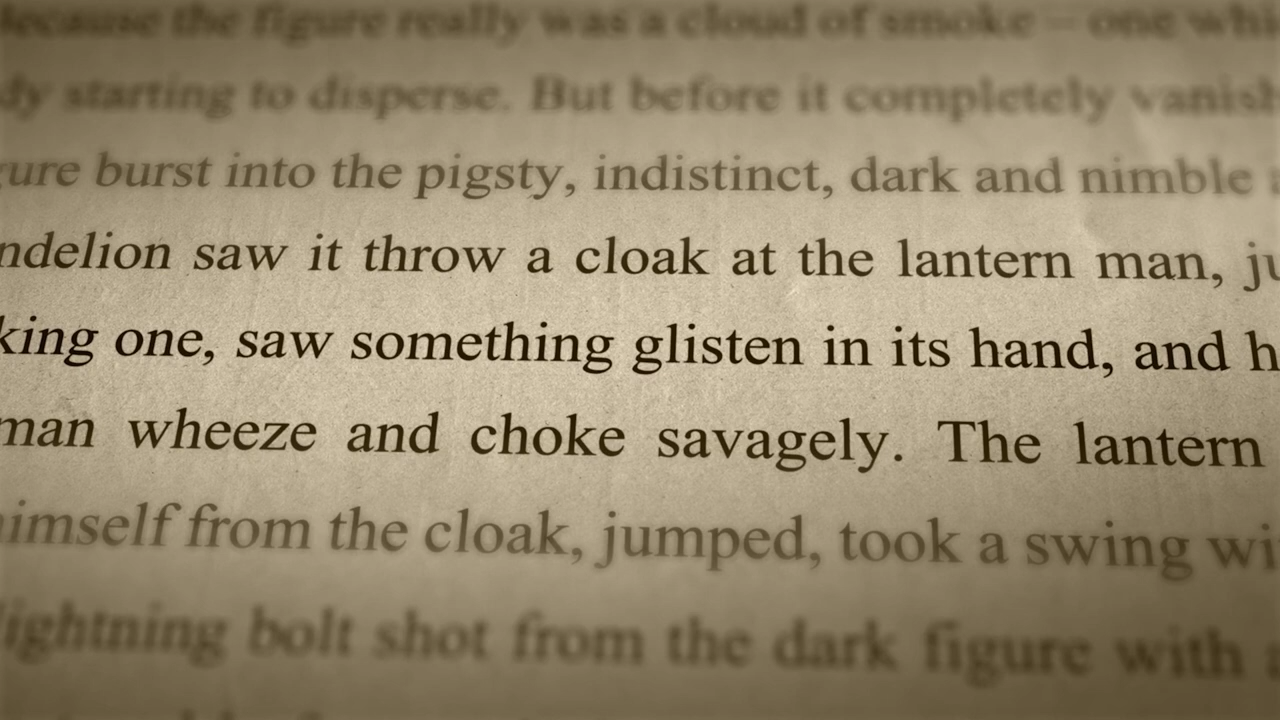 Because the figure really was a cloud of smoke – one whi
dy starting to disperse. But before it completely vanish
gure burst into the pigsty, indistinct, dark and nimble
ndelion saw it throw a cloak at the lantern man, ju
king one, saw something glisten in its hand, and h
man wheeze and choke savagely. The lantern
himself from the cloak, jumped, took a swing wi
lightning bolt shot from the dark figure with a